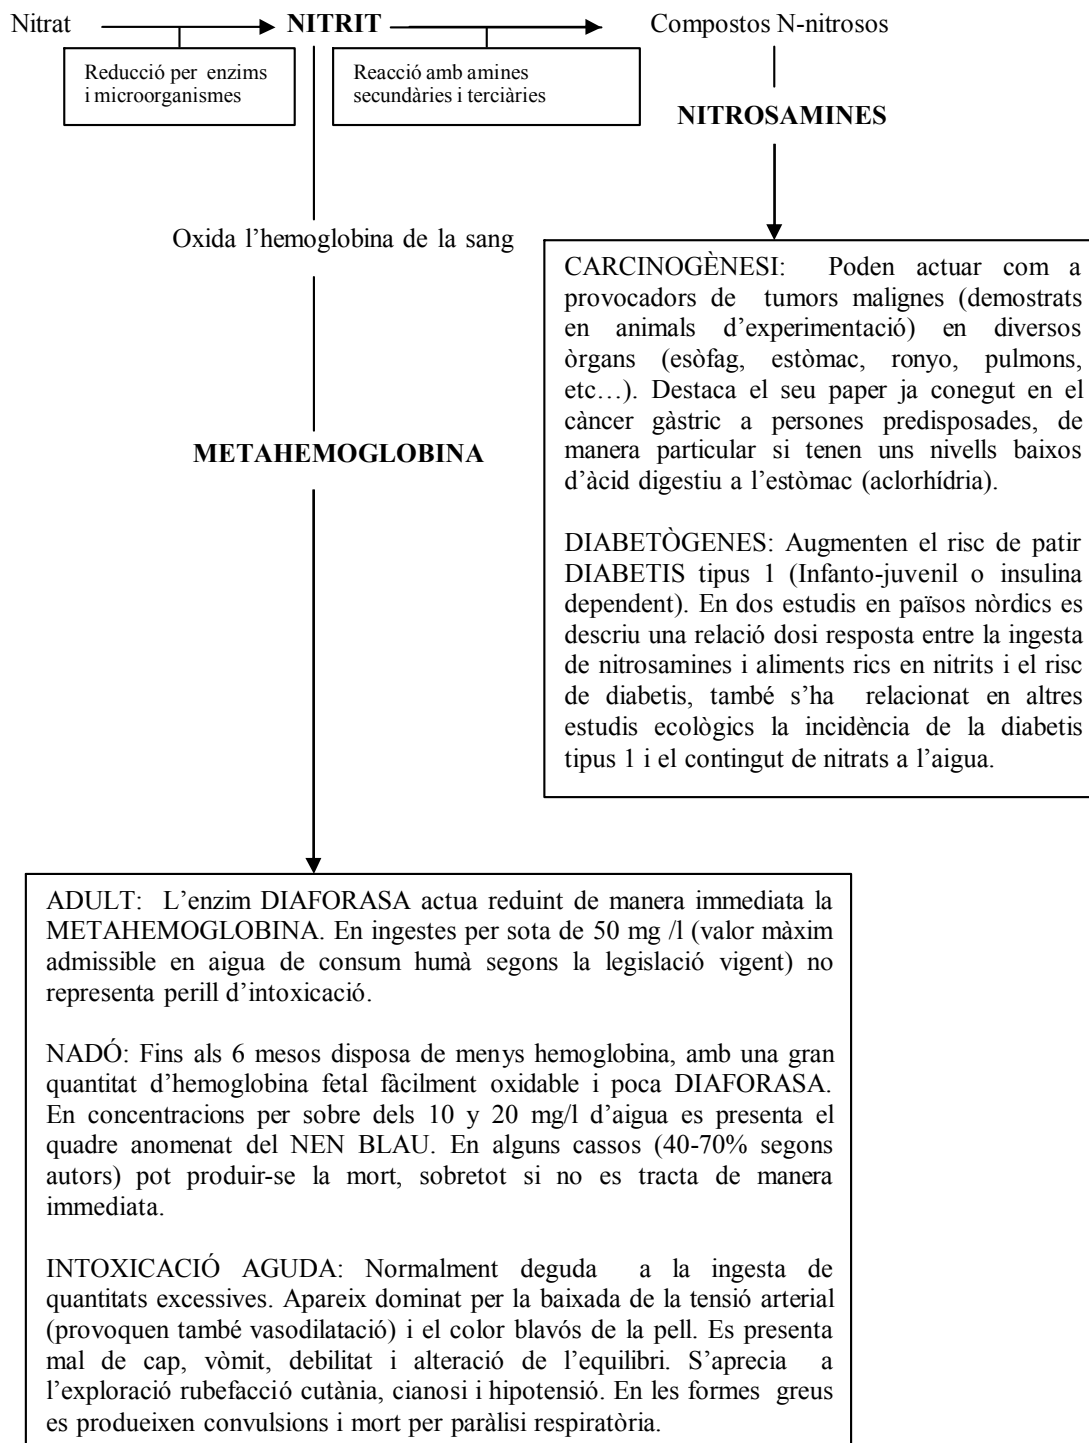 Nitrat
NITRIT
Compostos N-nitrosos
Reducció per enzims
i microorganismes
Reacció amb amines
secundàries i terciàries
NITROSAMINES
Oxida l’hemoglobina de la sang
CARCINOGÈNESI: Poden actuar com a
provocadors de tumors malignes (demostrats
en animals d’experimentació) en diversos
òrgans (esòfag, estòmac, ronyo, pulmons,
etc…). Destaca el seu paper ja conegut en el
càncer gàstric a persones predisposades, de
manera particular si tenen uns nivells baixos
d’àcid digestiu a l’estòmac (aclorhídria).
DIABETÒGENES: Augmenten el risc de patir
DIABETIS tipus 1 (Infanto-juvenil o insulina
dependent). En dos estudis en països nòrdics es
descriu una relació dosi resposta entre la ingesta
de nitrosamines i aliments rics en nitrits i el risc
de diabetis, també s’ha relacionat en altres
estudis ecològics la incidència de la diabetis
tipus 1 i el contingut de nitrats a l’aigua.
METAHEMOGLOBINA
ADULT: L’enzim DIAFORASA actua reduint de manera immediata la
METAHEMOGLOBINA. En ingestes per sota de 50 mg /l (valor màxim
admissible en aigua de consum humà segons la legislació vigent) no
representa perill d’intoxicació.
NADÓ: Fins als 6 mesos disposa de menys hemoglobina, amb una gran
quantitat d’hemoglobina fetal fàcilment oxidable i poca DIAFORASA.
En concentracions per sobre dels 10 y 20 mg/l d’aigua es presenta el
quadre anomenat del NEN BLAU. En alguns cassos (40-70% segons
autors) pot produir-se la mort, sobretot si no es tracta de manera
immediata.
INTOXICACIÓ AGUDA: Normalment deguda a la ingesta de
quantitats excessives. Apareix dominat per la baixada de la tensió arterial
(provoquen també vasodilatació) i el color blavós de la pell. Es presenta
mal de cap, vòmit, debilitat i alteració de l’equilibri. S’aprecia a
l’exploració rubefacció cutània, cianosi i hipotensió. En les formes greus
es produeixen convulsions i mort per paràlisi respiratòria.